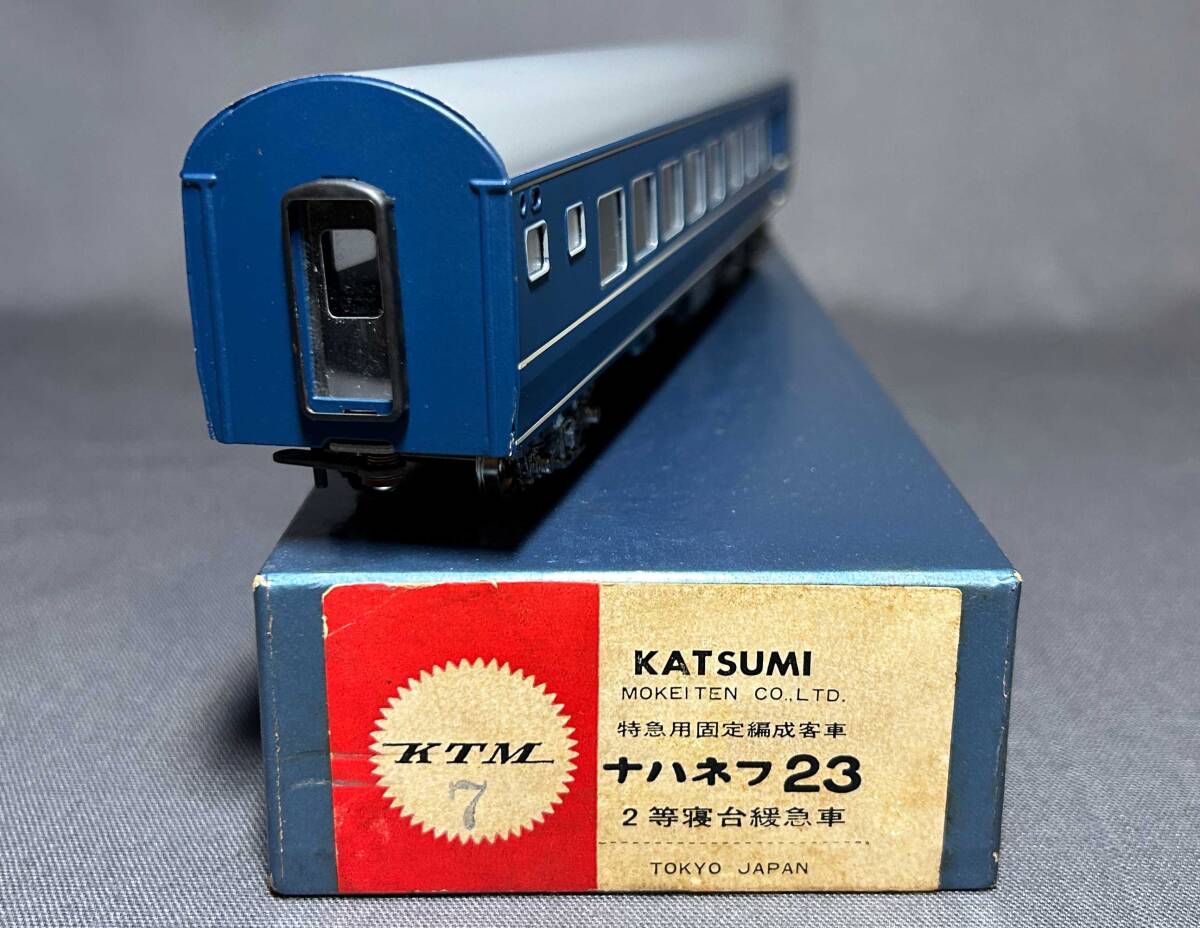 KTM
7
KATSUMI
MOKEITEN CO.,LTD.
特急用固定編成客車
ナハネフ23
2等寝台緩急車
TOKYO JAPAN